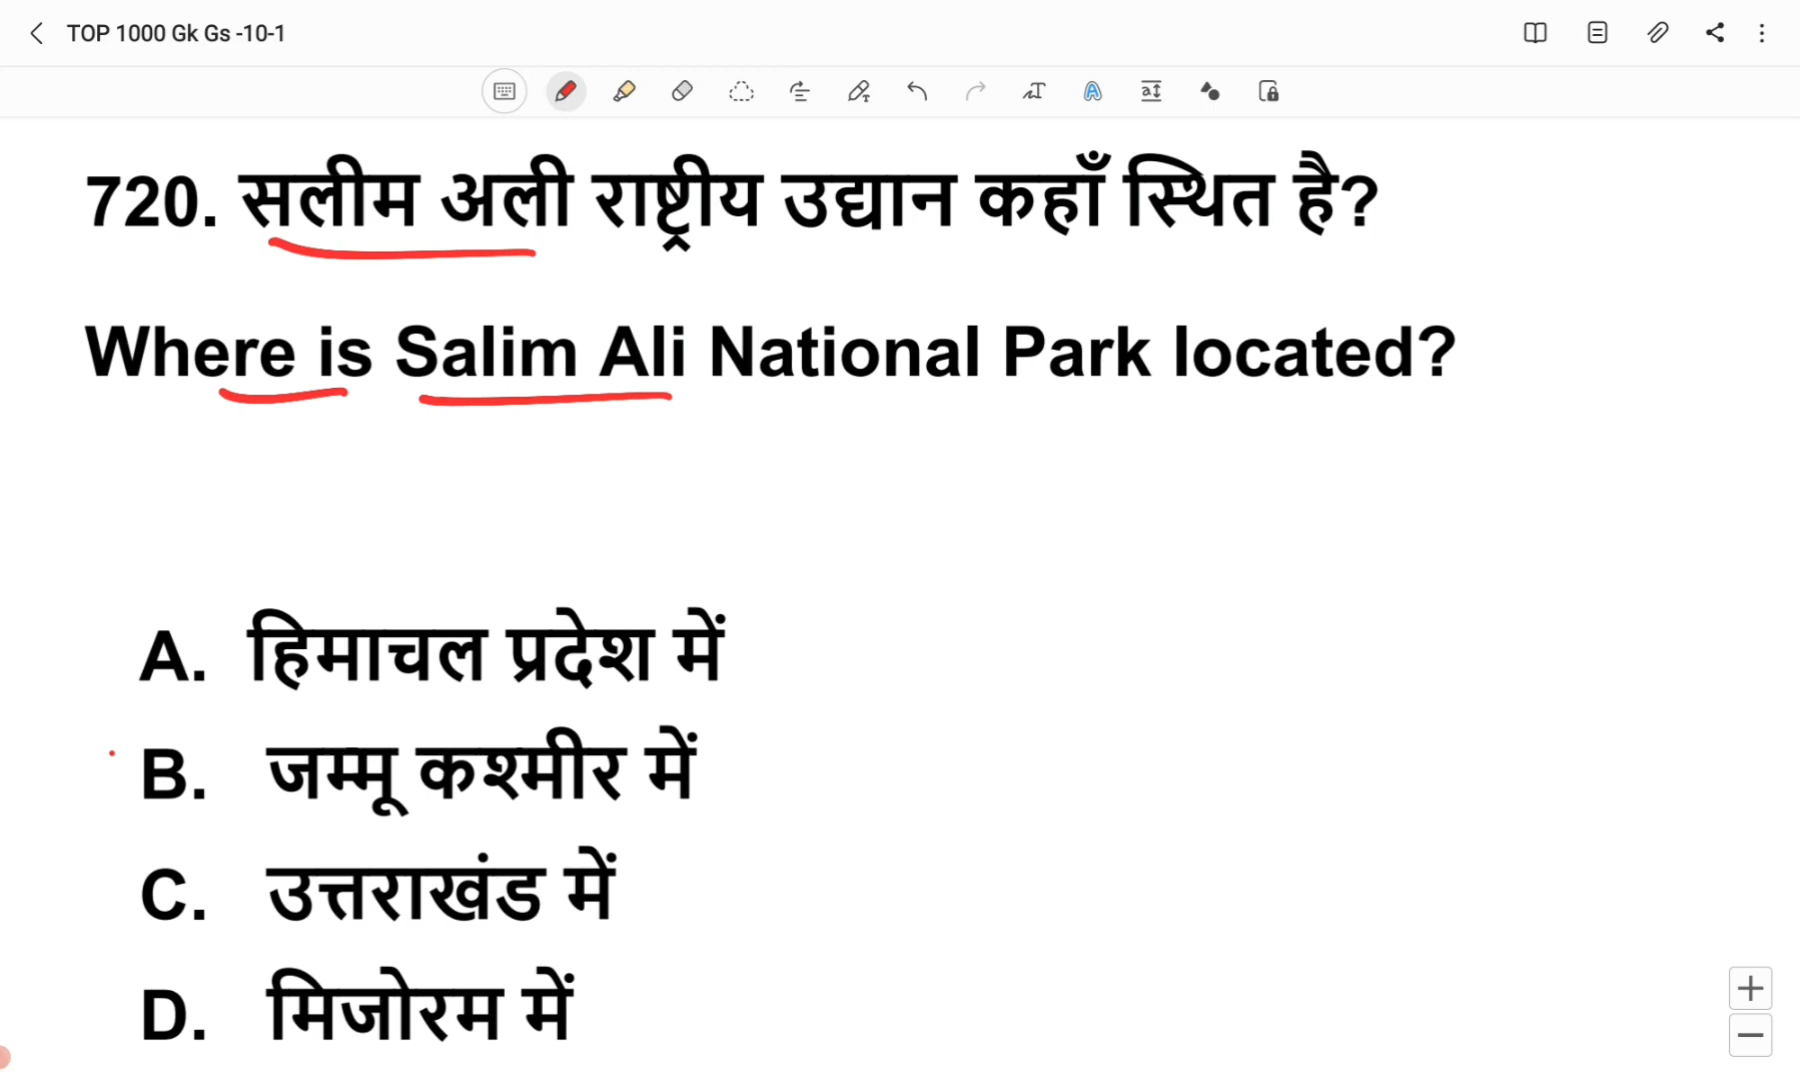 TOP 1000 Gk Gs -10-1
720. सलीम अली राष्ट्रीय उद्यान कहाँ स्थित है?
Where is Salim Ali National Park located?
A. हिमाचल प्रदेश में
B. जम्मू कश्मीर में
C. उत्तराखंड में
D. मिजोरम में